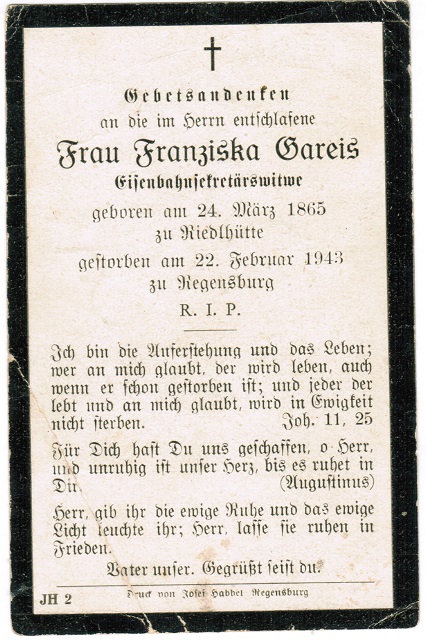 Gebetsandenken
an die im Herrn entschlafene
Frau Franziska Gareis
Eisenbahnsekretärswitwe
geboren am 24. März 1865
zu Riedlhütte
gestorben am 22. Februar 1943
zu Regensburg
R. I. P.
Ich bin die Auferstehung und das Leben;
wer an mich glaubt, der wird leben, auch
wenn er schon gestorben ist; und jeder der
lebt und an mich glaubt, wird in Ewigkeit
nicht sterben. Joh. 11, 25
Für Dich hast Du uns geschaffen, o Herr,
und unruhig ist unser Herz, bis es ruhet in
Dir. (Augustinus)
Herr, gib ihr die ewige Ruhe und das ewige
Licht leuchte ihr; Herr, lasse sie ruhen in
Frieden.
Vater unser. Gegrüßt seist du.
JH 2 Druck von Josef Habbel Regensburg